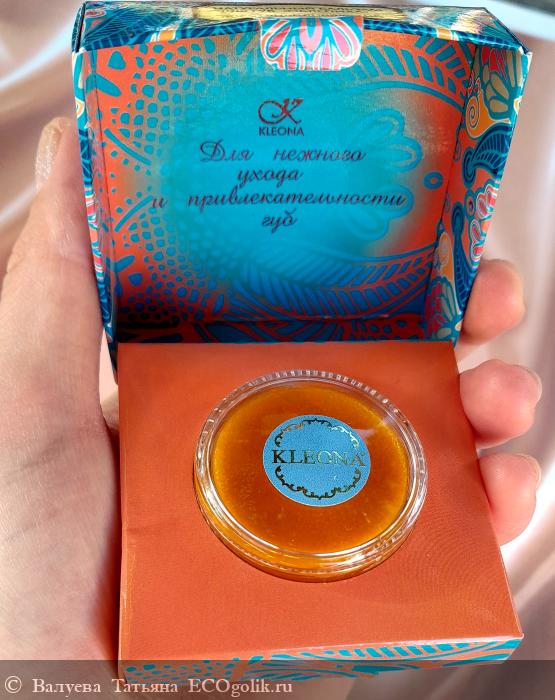 KLEONA
Для нежного
ухода
и привлекательности
губ
KLEONA
© Валуева Татьяна ECOgolik.ru